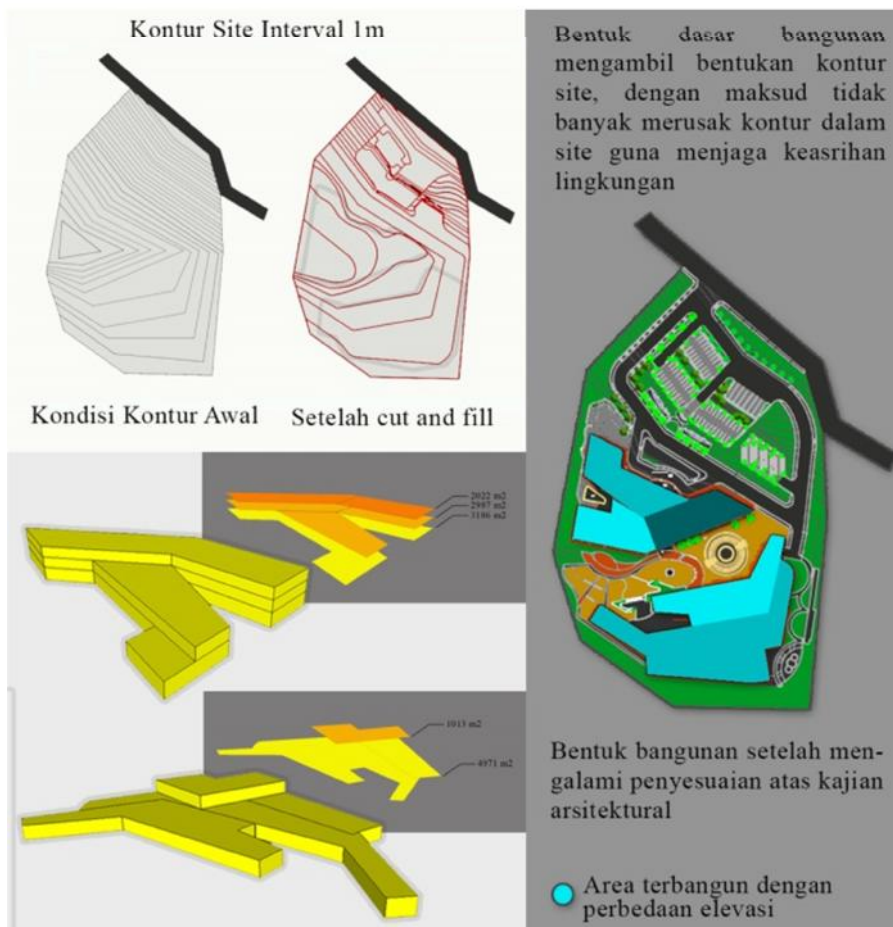 Kontur Site Interval 1m
Kondisi Kontur Awal
Setelah cut and fill
2022 m2
2987 m2
3186 m2
1013 m2
4971 m2
Bentuk dasar bangunan
mengambil bentukan kontur
site, dengan maksud tidak
banyak merusak kontur dalam
site guna menjaga keasrihan
lingkungan
Bentuk bangunan setelah men-
galami penyesuaian atas kajian
arsitektural
Area terbangun dengan
perbedaan elevasi